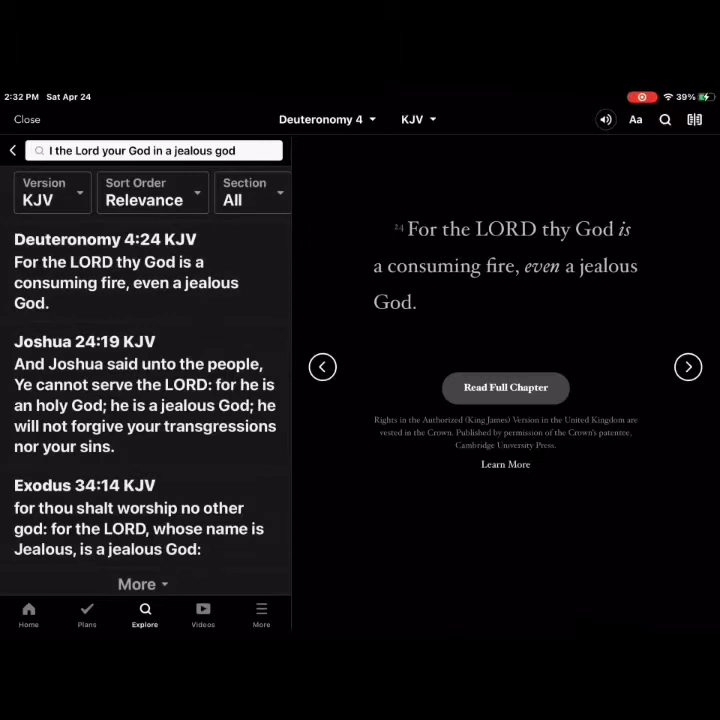 2:32 PM Sat Apr 24
39%
Close
Deuteronomy 4
KJV
Aa
I the Lord your God in a jealous god
Version
KJV
Sort Order
Relevance
Section
All
Deuteronomy 4:24 KJV
For the LORD thy God is a
consuming fire, even a jealous
God.
Joshua 24:19 KJV
And Joshua said unto the people,
Ye cannot serve the LORD: for he is
an holy God; he is a jealous God; he
will not forgive your transgressions
nor your sins.
Exodus 34:14 KJV
for thou shalt worship no other
god: for the LORD, whose name is
Jealous, is a jealous God:
More
Home
Plans
Explore
Videos
More
24 For the LORD thy God is
a consuming fire, even a jealous
God.
Read Full Chapter
Rights in the Authorized (King James) Version in the United Kingdom are
vested in the Crown. Published by permission of the Crown's patentee,
Cambridge University Press.
Learn More